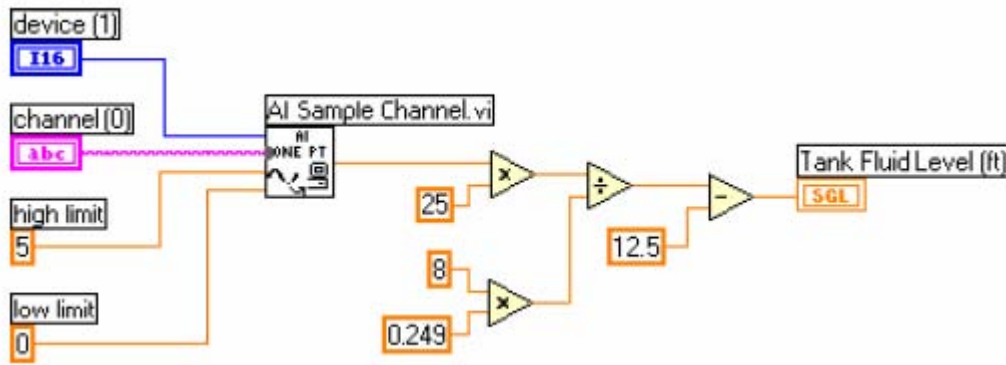 device (1)
I16
channel (0)
abc
high limit
5
low limit
0
AI Sample Channel.vi
AI
ONE PT
×
25
8
×
0.249
÷
−
12.5
Tank Fluid Level (ft)
SGL